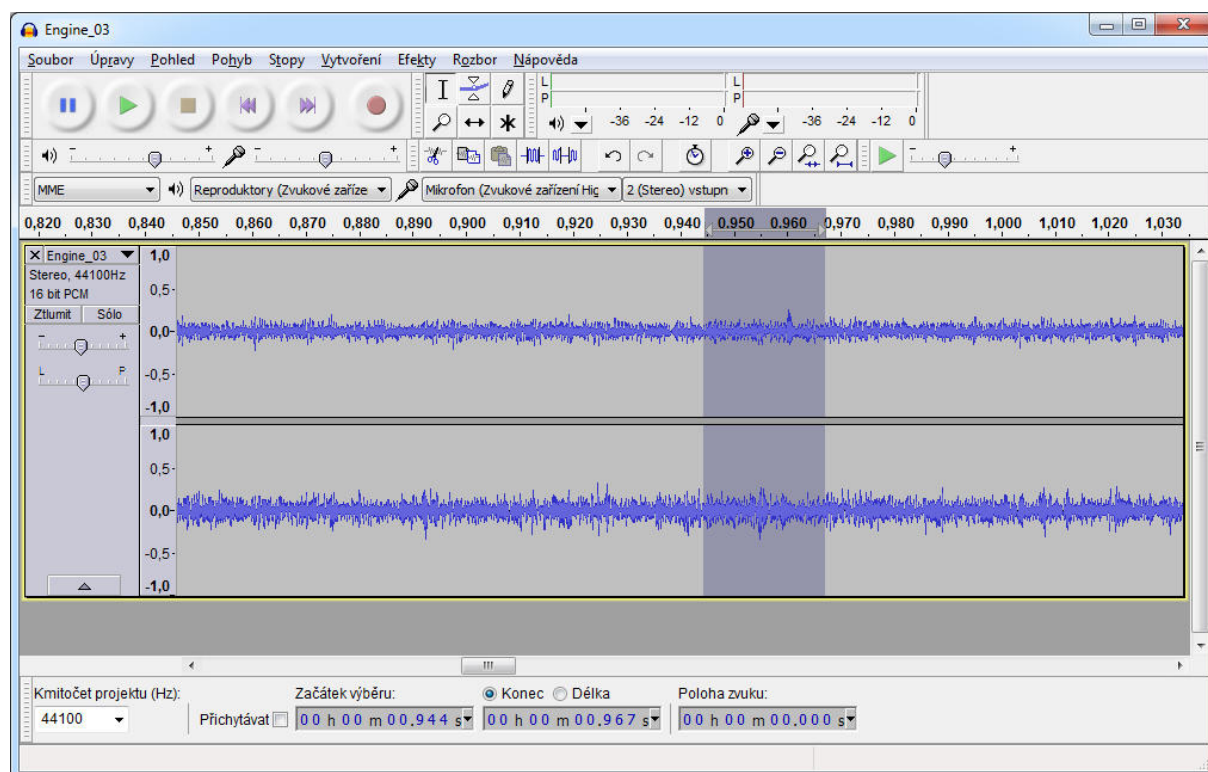 Engine_03
Soubor Úpravy Pohled Pohyb Stopy Vytvoření Efekty Rozbor Nápověda
L
P
-36 -24 -12 0
L
P
-36 -24 -12 0
MME
Reproduktory (Zvukové zaříze
Mikrofon (Zvukové zařízení Hig
2 (Stereo) vstupn
0,820 0,830 0,840 0,850 0,860 0,870 0,880 0,890 0,900 0,910 0,920 0,930 0,940 0,950 0,960 0,970 0,980 0,990 1,000 1,010 1,020 1,030
Engine_03
Stereo, 44100Hz
16 bit PCM
Ztlumit Sólo
- +
L P
1,0
0,5-
0,0-
-0,5-
-1,0
1,0
0,5-
0,0-
-0,5-
-1,0
Kmitočet projektu (Hz):
44100
Přichytávat
Začátek výběru:
00 h 00 m 00.944 s
Konec Délka
00 h 00 m 00.967 s
Poloha zvuku:
00 h 00 m 00.000 s